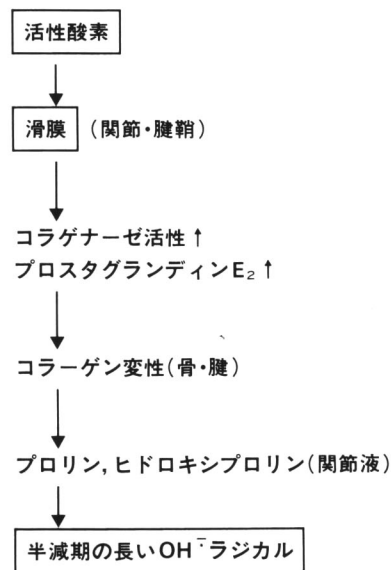 活性酸素
滑膜 (関節・腱鞘)
コラゲナーゼ活性↑
プロスタグランディンE₂↑
コラーゲン変性(骨・腱)
プロリン, ヒドロキシプロリン(関節液)
半減期の長いOH⁻̇ラジカル